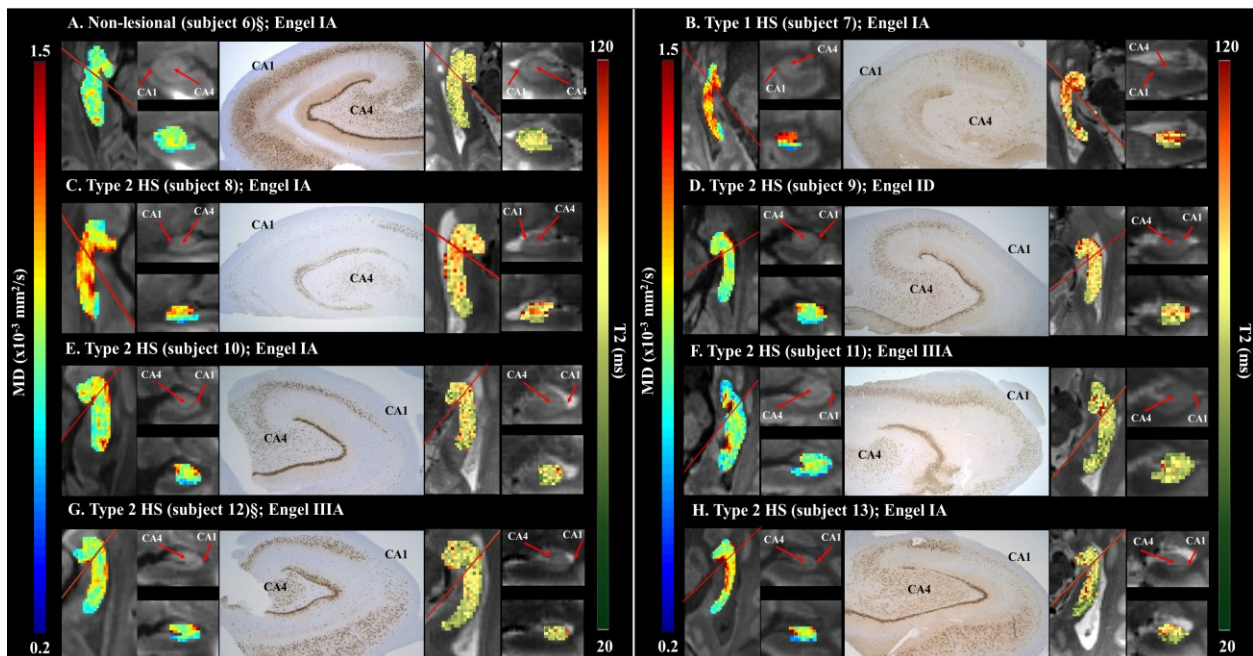 A. Non-lesional (subject 6)§; Engel IA
1.5
120
CA1
CA4
CA1
CA4
CA1
CA4
MD (x10⁻³ mm²/s)
T2 (ms)
0.2
20
C. Type 2 HS (subject 8); Engel IA
CA1
CA4
CA1
CA4
CA1
CA4
E. Type 2 HS (subject 10); Engel IA
CA4
CA1
CA1
CA4
CA4
CA1
G. Type 2 HS (subject 12)§; Engel IIIA
CA4
CA1
CA1
CA4
CA4
CA1
B. Type 1 HS (subject 7); Engel IA
1.5
120
CA4
CA1
CA1
CA4
CA4
CA1
MD (x10⁻³ mm²/s)
T2 (ms)
0.2
20
D. Type 2 HS (subject 9); Engel ID
CA4
CA1
CA1
CA4
CA4
CA1
F. Type 2 HS (subject 11); Engel IIIA
CA4
CA1
CA1
CA4
CA4
CA1
H. Type 2 HS (subject 13); Engel IA
CA4
CA1
CA1
CA4
CA4
CA1